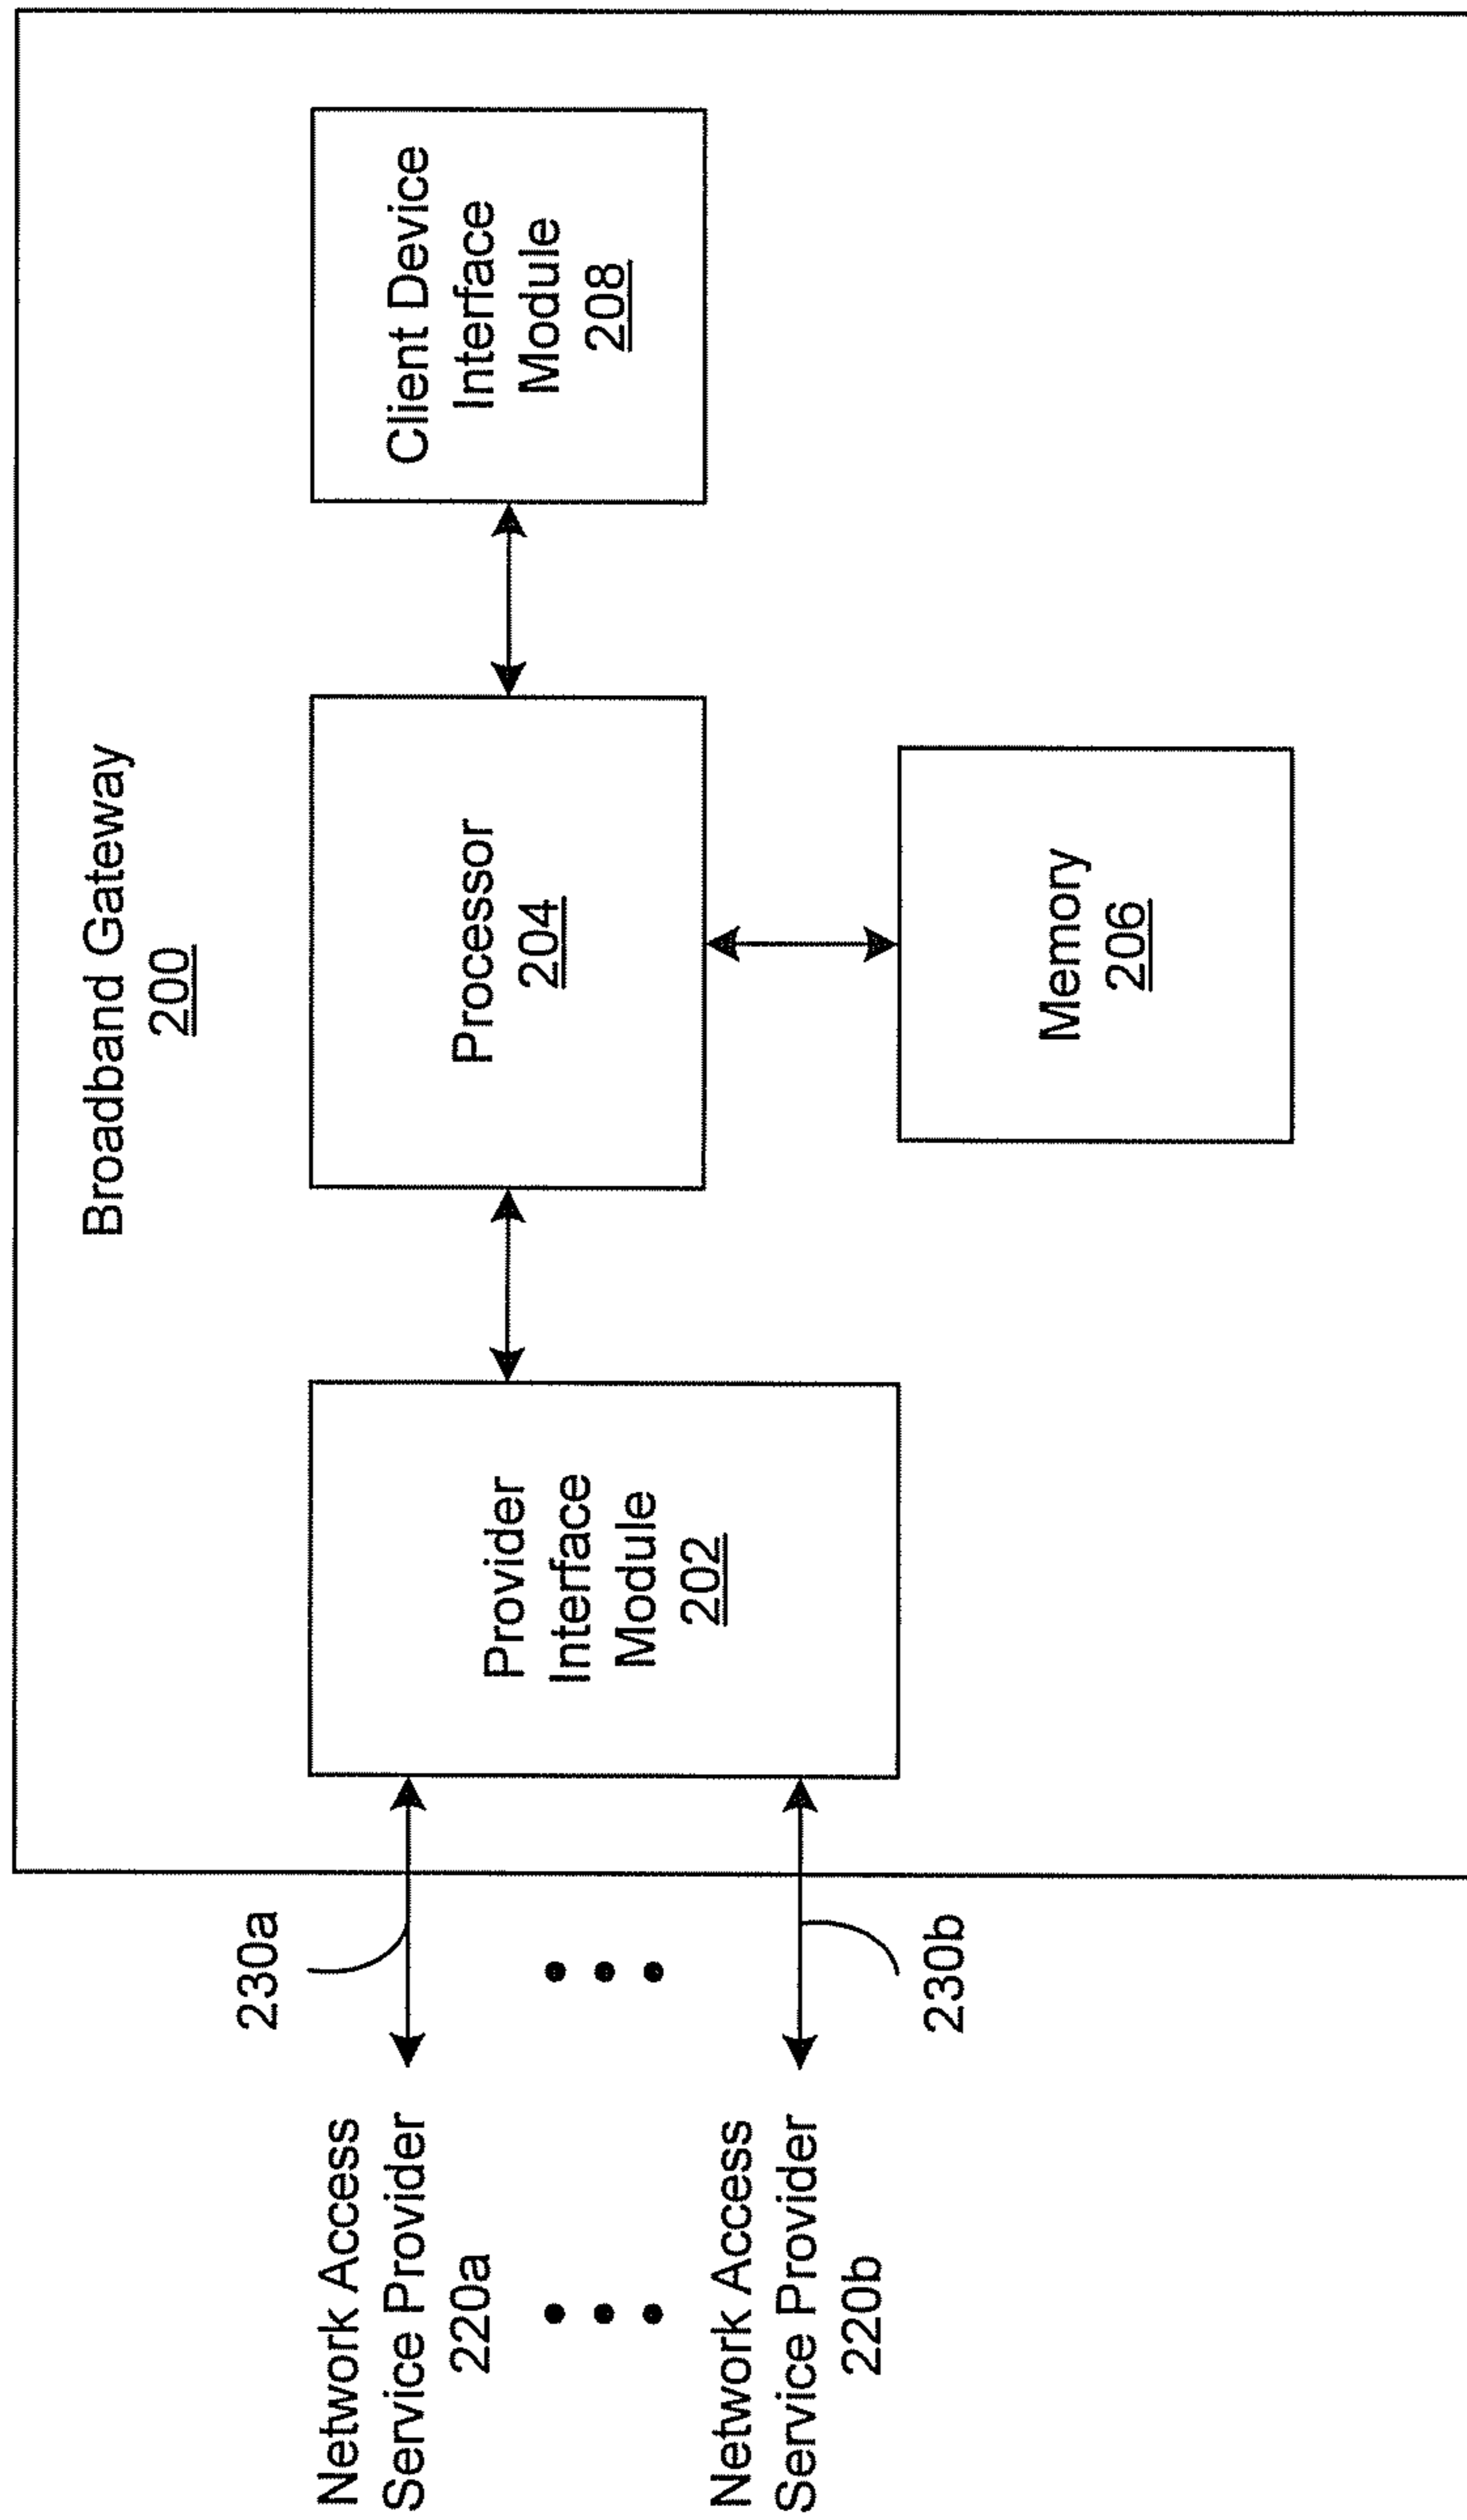 Broadband Gateway
200
230a
Network Access
Service Provider
220a
Network Access
Service Provider
220b
230b
Provider
Interface
Module
202
Processor
204
Client Device
Interface
Module
208
Memory
206